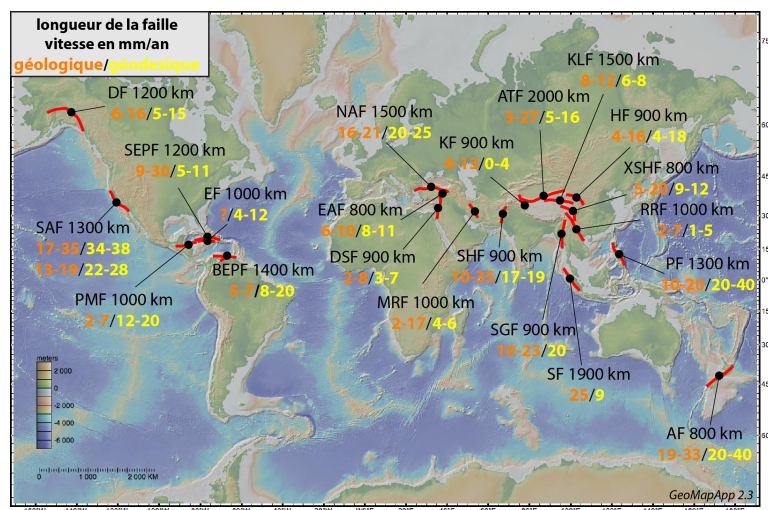 longueur de la faille
vitesse en mm/an
géologique/géodesique
KLF 1500 km
8-12/6-8
DF 1200 km
6-16/5-15
ATF 2000 km
3-27/5-16
NAF 1500 km
16-21/20-25
HF 900 km
4-16/4-18
SEPF 1200 km
9-30/5-11
KF 900 km
4-13/0-4
XSHF 800 km
5-20/9-12
EF 1000 km
?/4-12
EAF 800 km
6-10/8-11
RRF 1000 km
2-7/1-5
SAF 1300 km
17-35/34-38
13-19/22-28
DSF 900 km
2-8/3-7
SHF 900 km
10-35/17-19
PF 1300 km
10-20/20-40
BEPF 1400 km
5-7/8-20
PMF 1000 km
2-7/12-20
MRF 1000 km
2-17/4-6
SGF 900 km
10-23/20
SF 1900 km
25/9
meters
2 000
0
-2 000
-4 000
-6 000
0 1 000 2 000 KM
AF 800 km
19-33/20-40
GeoMapApp 2.3